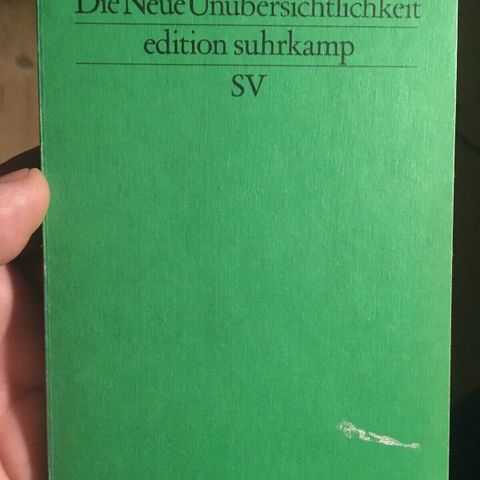 Die Neue Unübersichtlichkeit
edition suhrkamp
SV